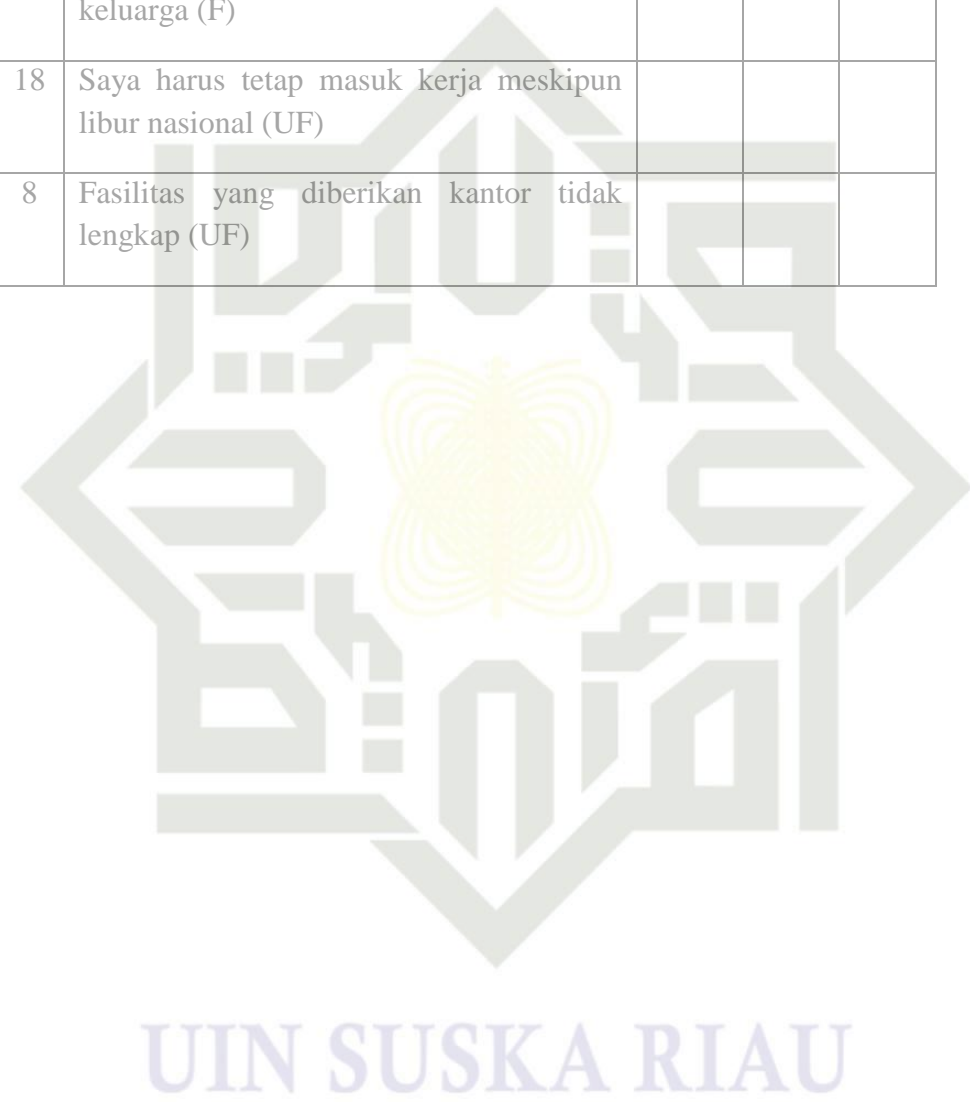 keluarga (F)
18 Saya harus tetap masuk kerja meskipun
libur nasional (UF)
8 Fasilitas yang diberikan kantor tidak
lengkap (UF)
UIN SUSKA RIAU